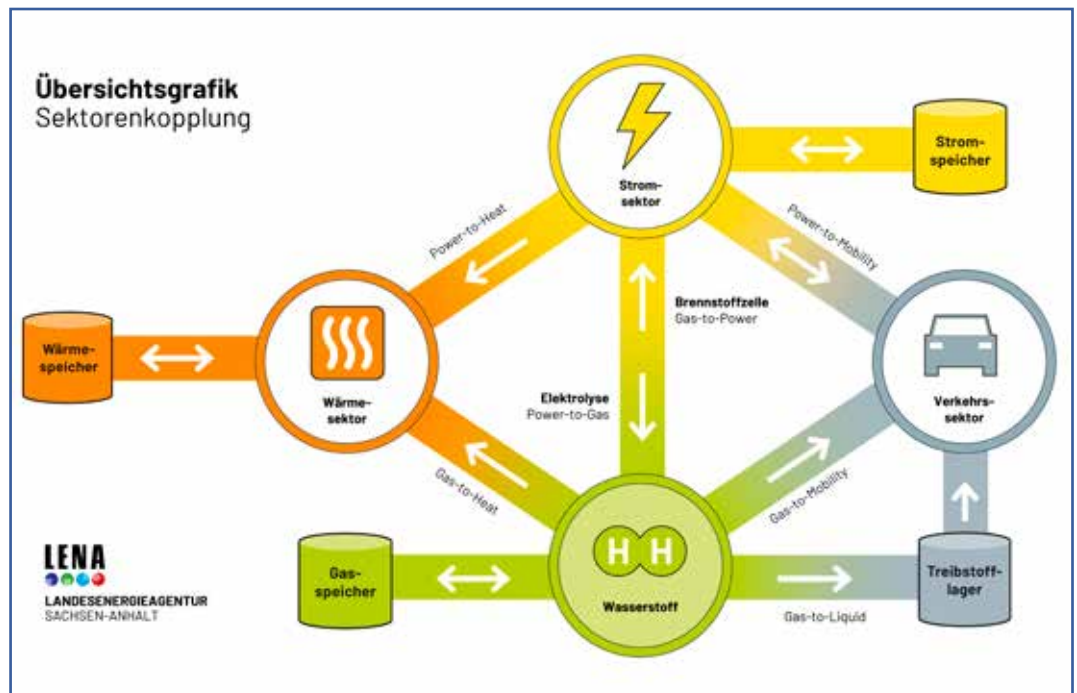 Übersichtsgrafik
Sektorenkopplung
Strom-
sektor
Strom-
speicher
Power-to-Heat
Power-to-Mobility
Brennstoffzelle
Gas-to-Power
Wärme-
speicher
Wärme-
sektor
Verkehrs-
sektor
Elektrolyse
Power-to-Gas
Gas-to-Heat
Gas-to-Mobility
Gas-
speicher
H H
Wasserstoff
Treibstoff-
lager
Gas-to-Liquid
LENA
LANDESENERGIEAGENTUR
SACHSEN-ANHALT